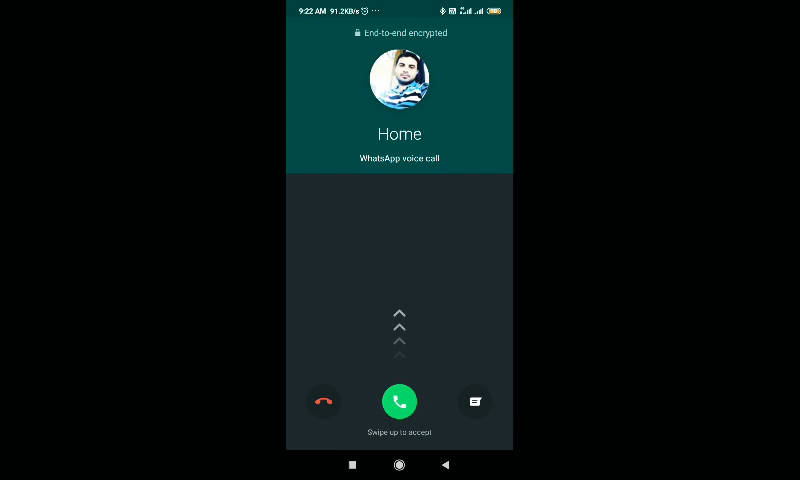 9:22 AM 91.2KB/s ...
End-to-end encrypted
Home
WhatsApp voice call
Swipe up to accept